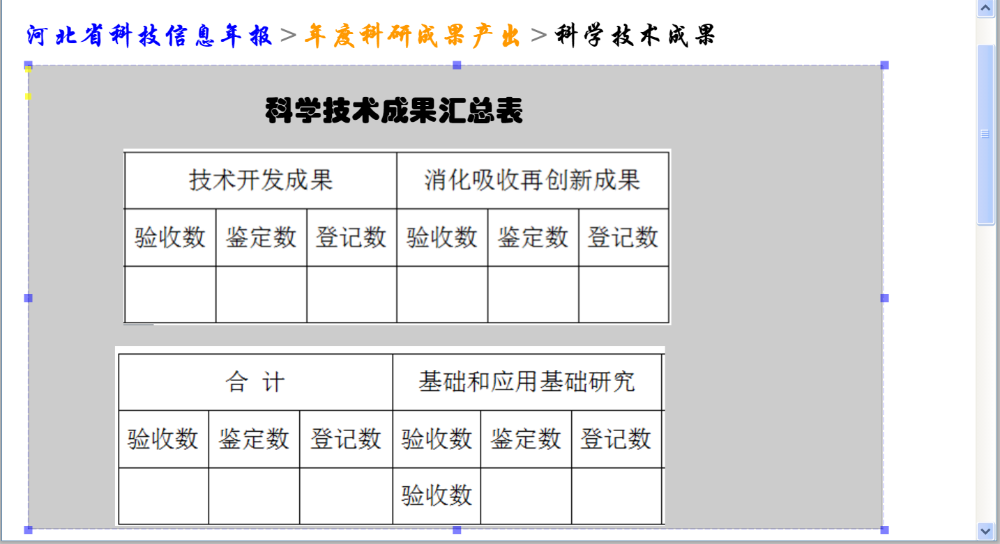 河北省科技信息年报 > 年度科研成果产出 > 科学技术成果
科学技术成果汇总表
技术开发成果 消化吸收再创新成果
验收数 鉴定数 登记数 验收数 鉴定数 登记数
合 计 基础和应用基础研究
验收数 鉴定数 登记数 验收数 鉴定数 登记数
验收数